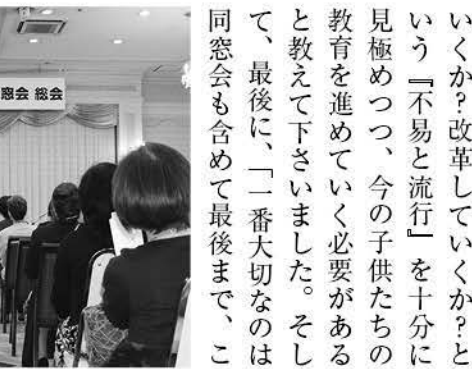 いくか?改革していくか?と
いう『不易と流行』を十分に
見極めつつ、今の子供たちの
教育を進めていく必要がある
と教えて下さいました。そし
て、最後に、「一番大切なのは
同窓会も含めて最後まで、こ
窓会 総会